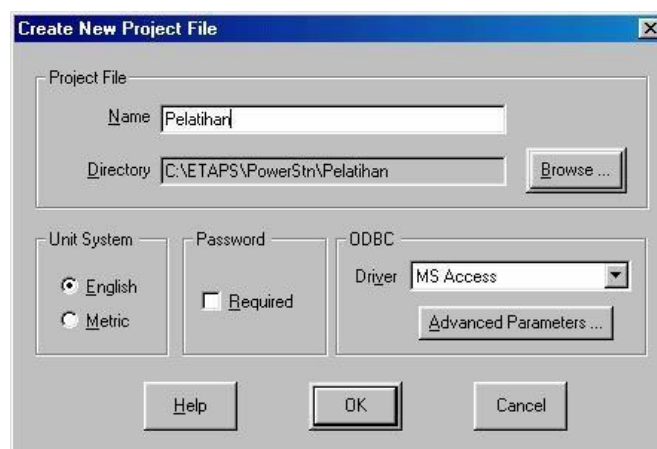 Create New Project File
Project File
Name Pelatihan
Directory C:\ETAPS\PowerStn\Pelatihan Browse ...
Unit System Password ODBC
English Required Driver MS Access
Metric Advanced Parameters ...
Help OK Cancel